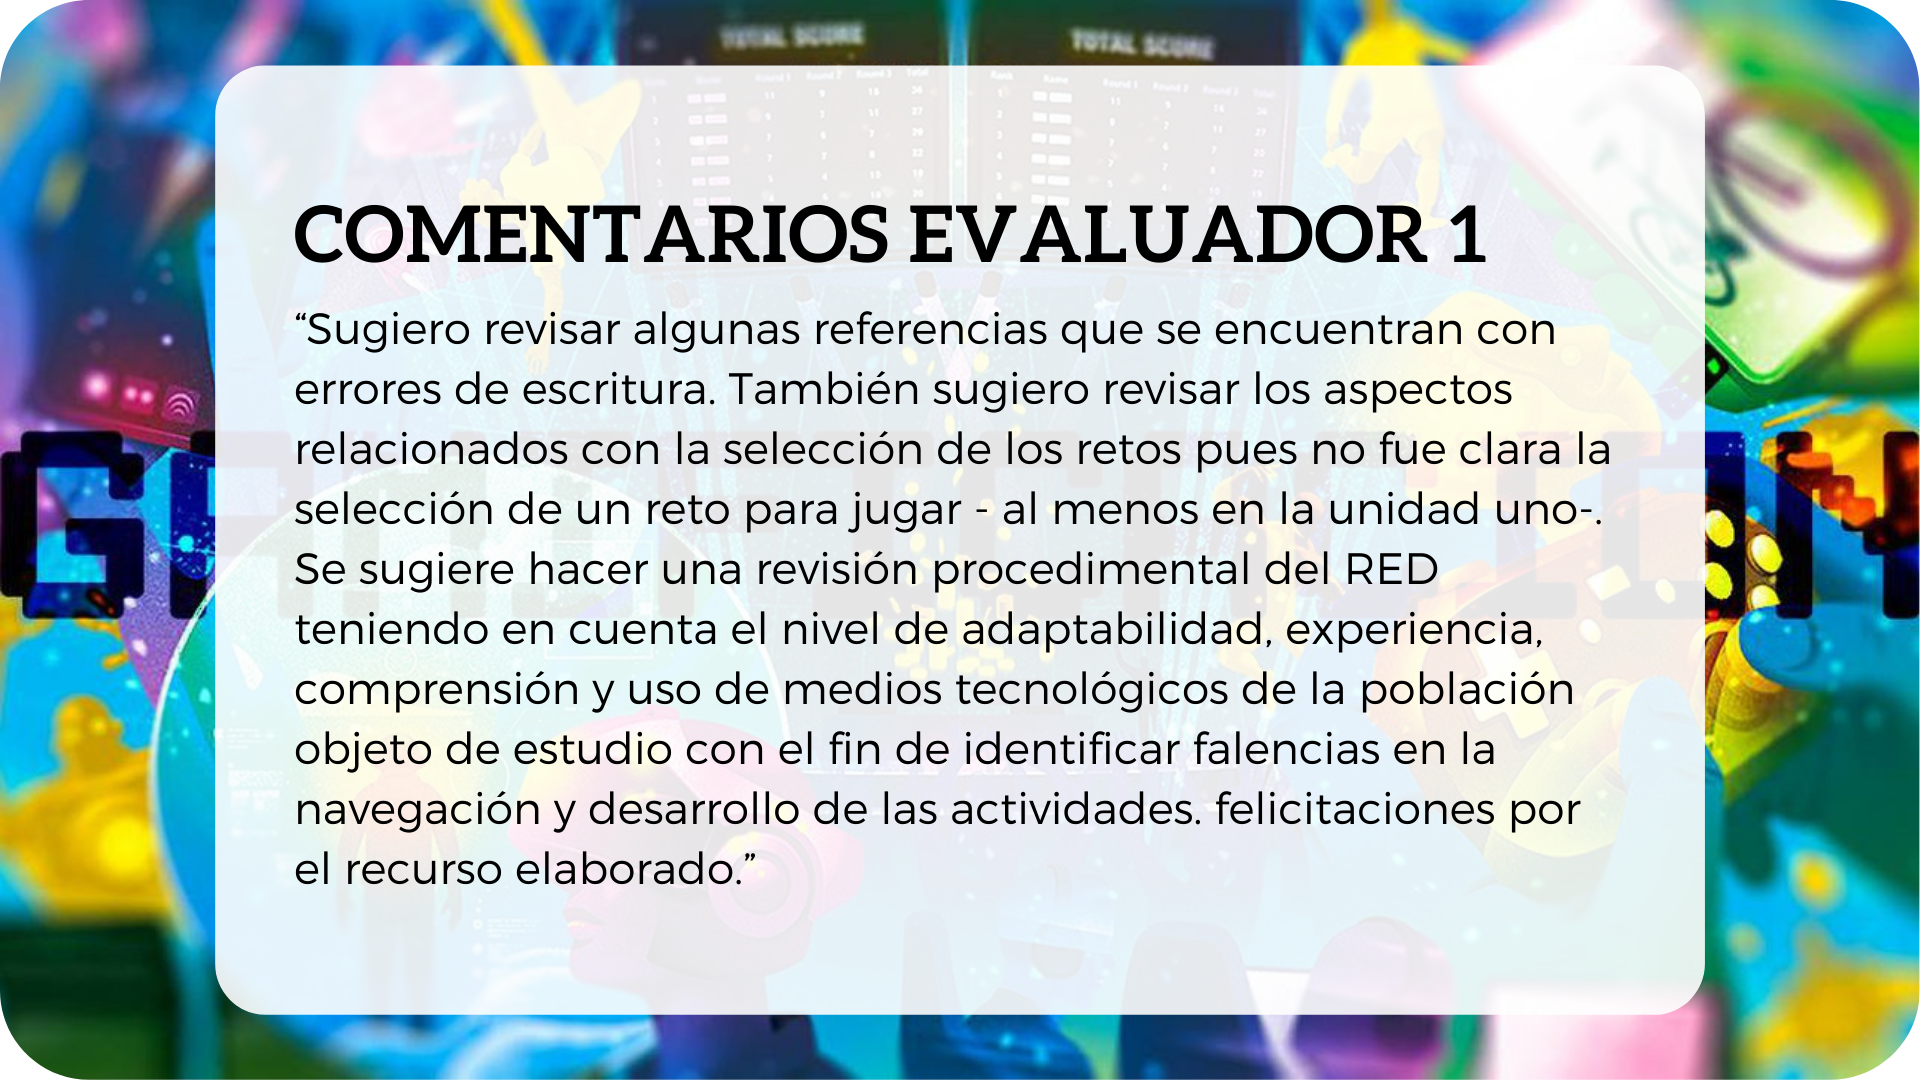 TOTAL SCORE TOTAL SCORE
COMENTARIOS EVALUADOR 1
“Sugiero revisar algunas referencias que se encuentran con
errores de escritura. También sugiero revisar los aspectos
relacionados con la selección de los retos pues no fue clara la
selección de un reto para jugar - al menos en la unidad uno-.
Se sugiere hacer una revisión procedimental del RED
teniendo en cuenta el nivel de adaptabilidad, experiencia,
comprensión y uso de medios tecnológicos de la población
objeto de estudio con el fin de identificar falencias en la
navegación y desarrollo de las actividades. felicitaciones por
el recurso elaborado.”